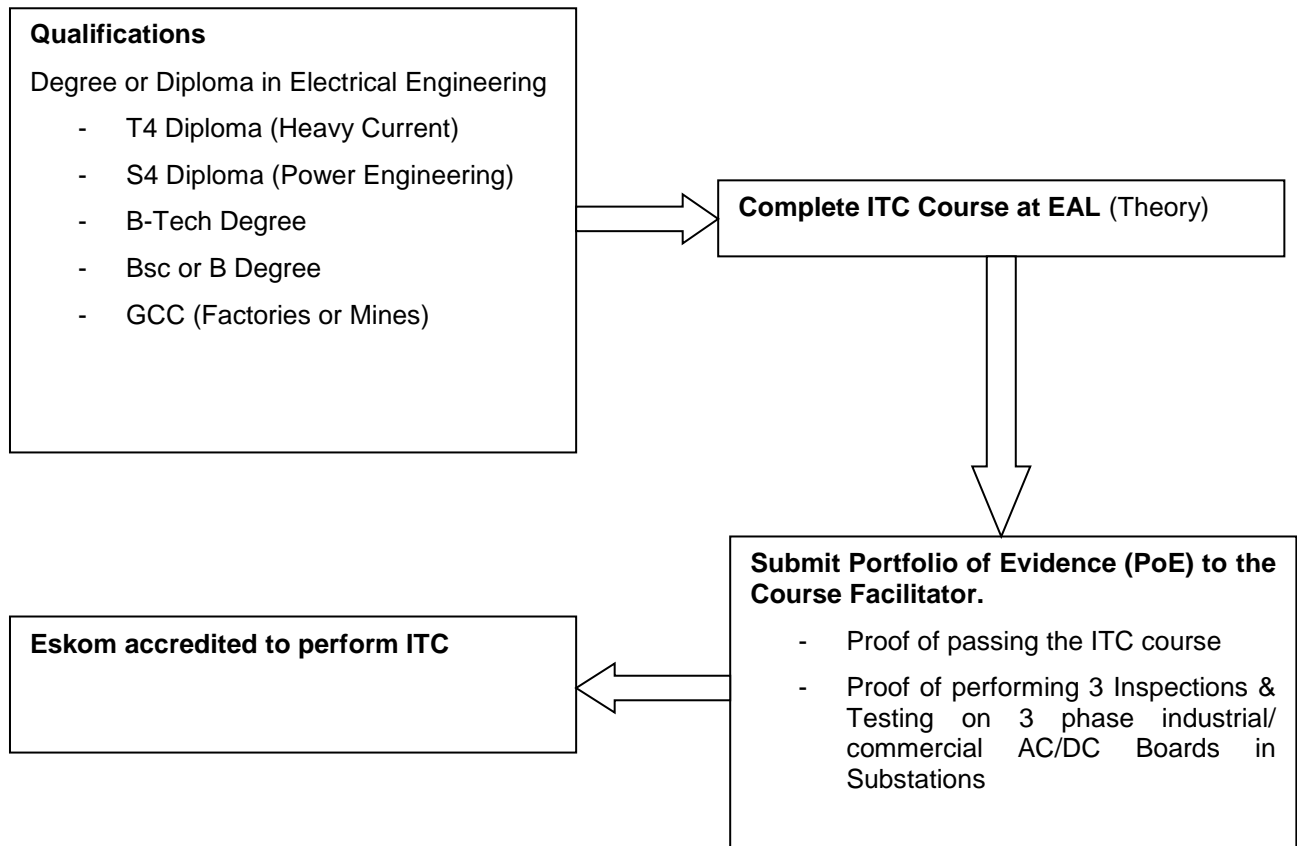 Qualifications
Degree or Diploma in Electrical Engineering
- T4 Diploma (Heavy Current)
- S4 Diploma (Power Engineering)
- B-Tech Degree
- Bsc or B Degree
- GCC (Factories or Mines)
Complete ITC Course at EAL (Theory)
Submit Portfolio of Evidence (PoE) to the
Course Facilitator.
- Proof of passing the ITC course
- Proof of performing 3 Inspections &
Testing on 3 phase industrial/
commercial AC/DC Boards in
Substations
Eskom accredited to perform ITC